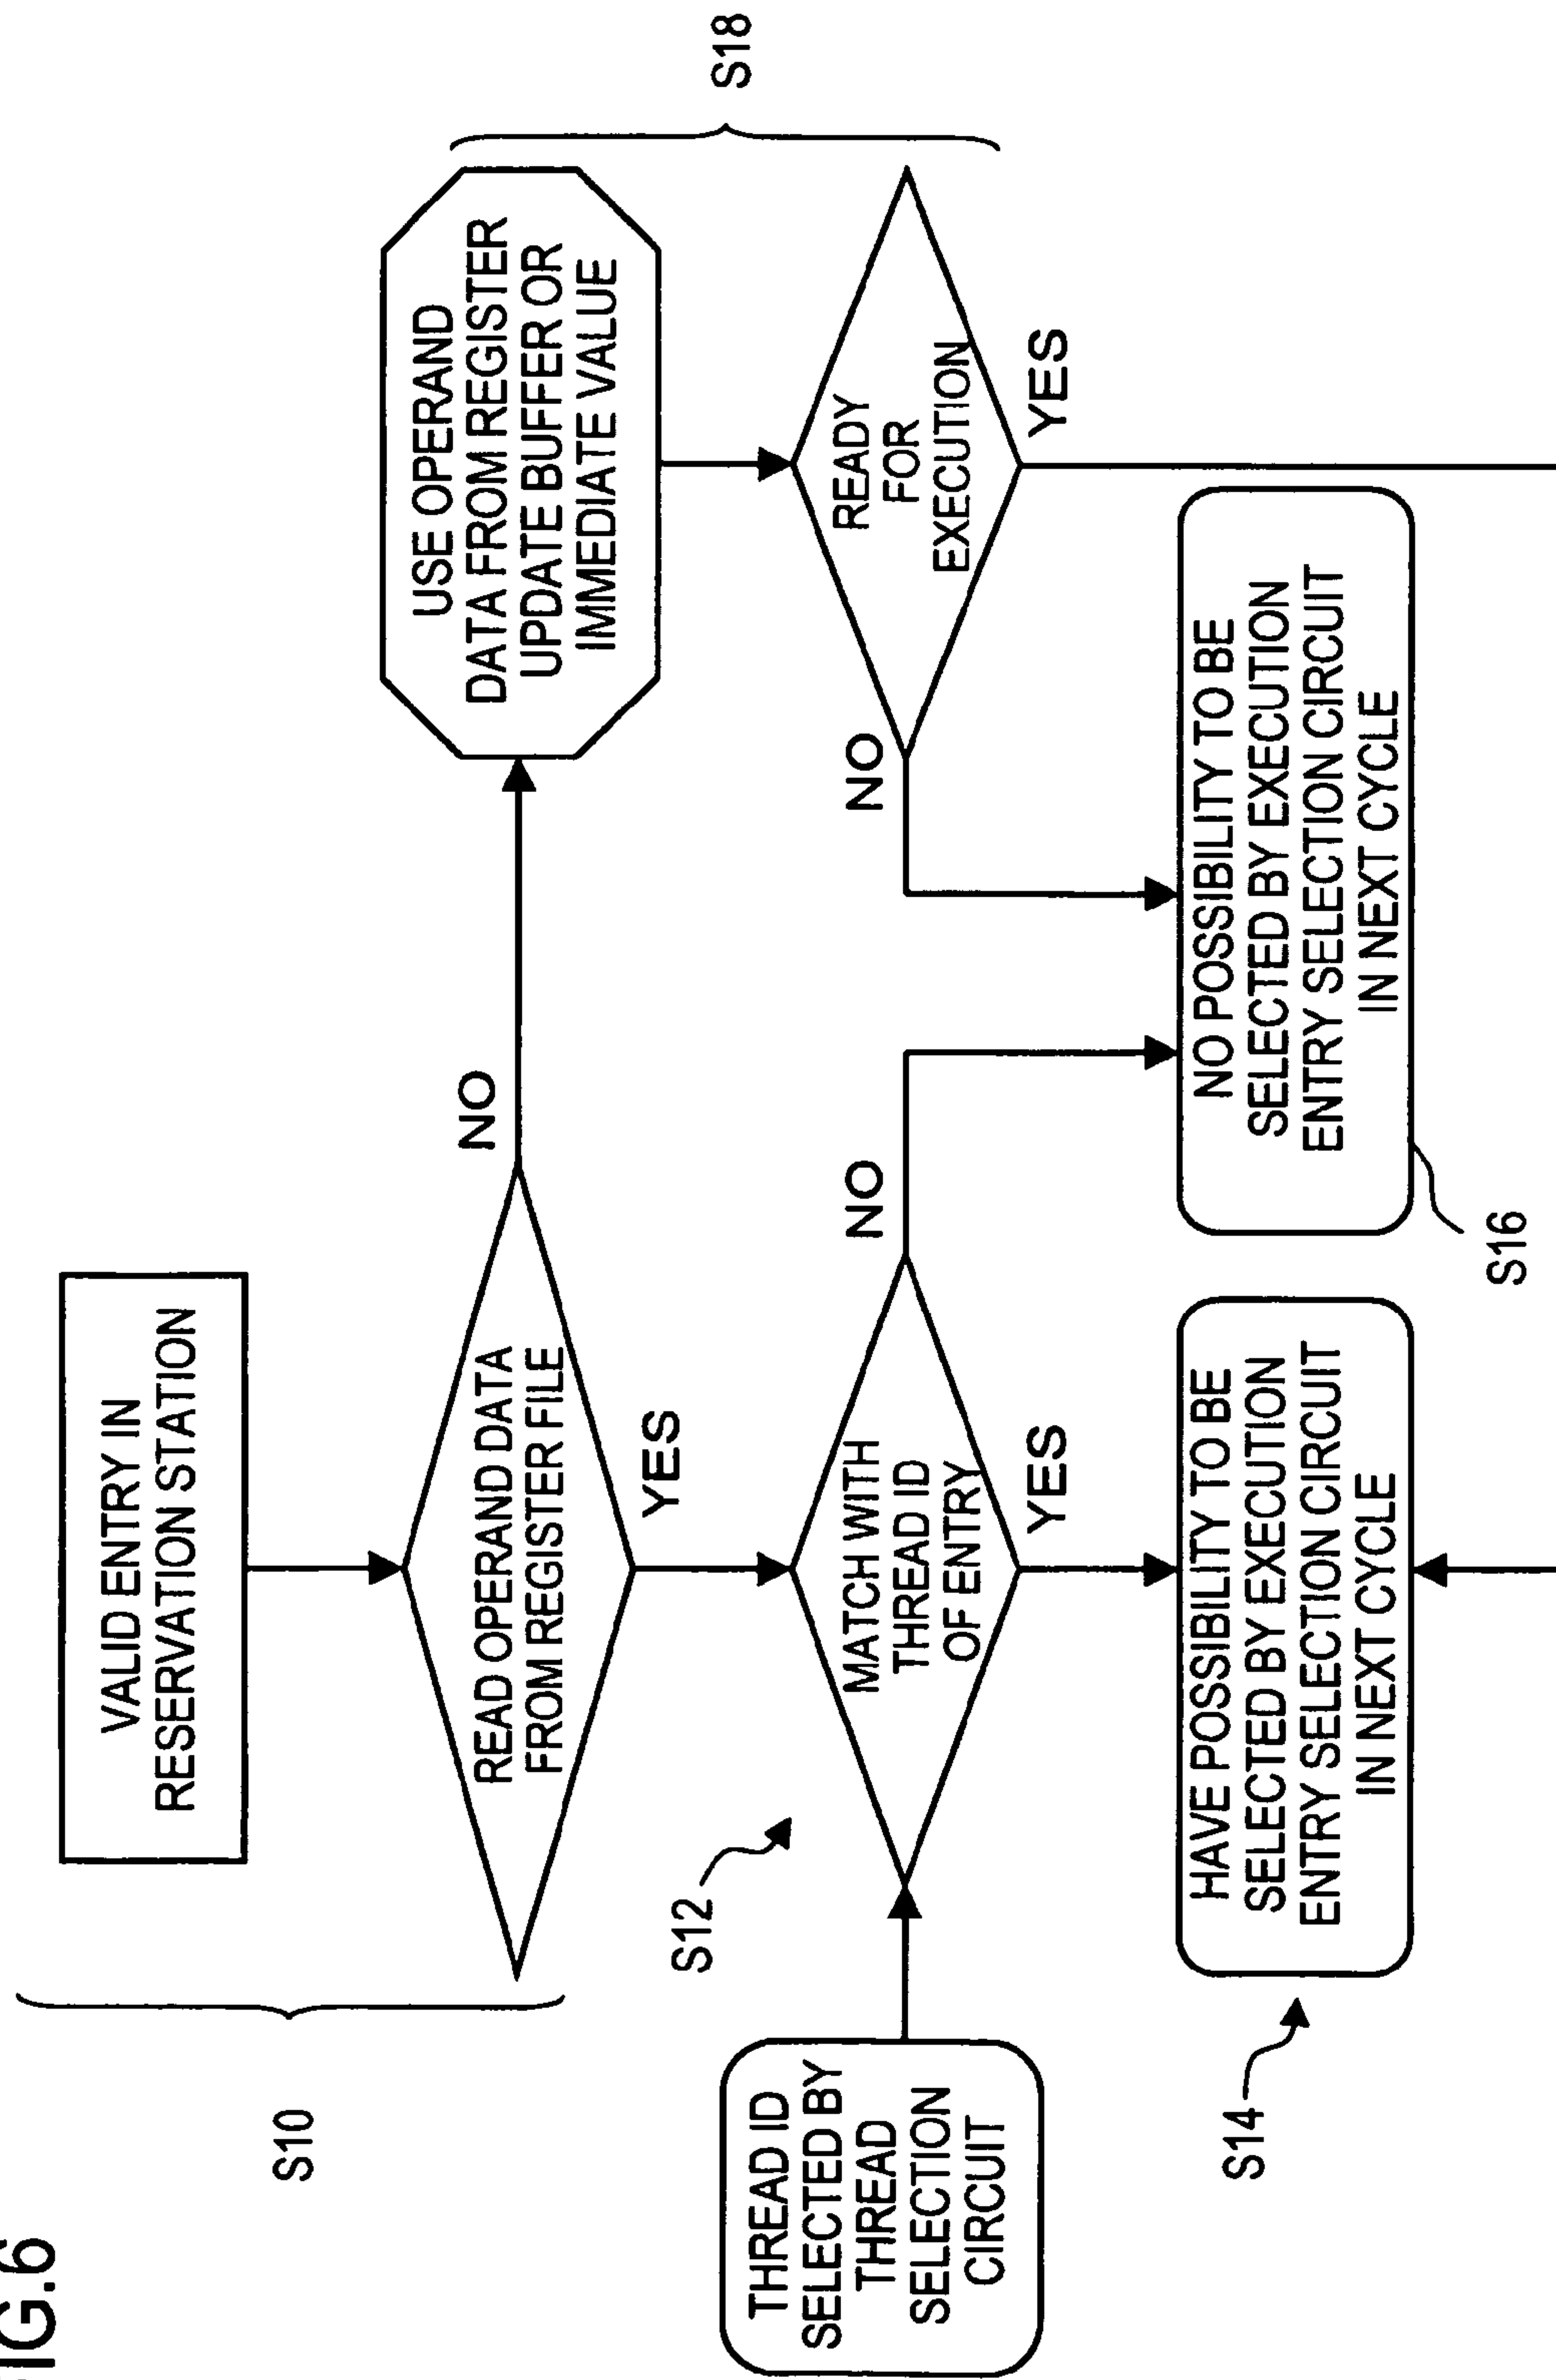 FIG.6
S10
VALID ENTRY IN
RESERVATION STATION
READ OPERAND DATA
FROM REGISTER FILE
NO
YES
USE OPERAND
DATA FROM REGISTER
UPDATE BUFFER OR
IMMEDIATE VALUE
S18
THREAD ID
SELECTED BY
THREAD
SELECTION
CIRCUIT
S12
MATCH WITH
THREAD ID
OF ENTRY
NO
YES
NO
READY
FOR
EXECUTION
YES
S14
HAVE POSSIBILITY TO BE
SELECTED BY EXECUTION
ENTRY SELECTION CIRCUIT
IN NEXT CYCLE
NO POSSIBILITY TO BE
SELECTED BY EXECUTION
ENTRY SELECTION CIRCUIT
IN NEXT CYCLE
S16